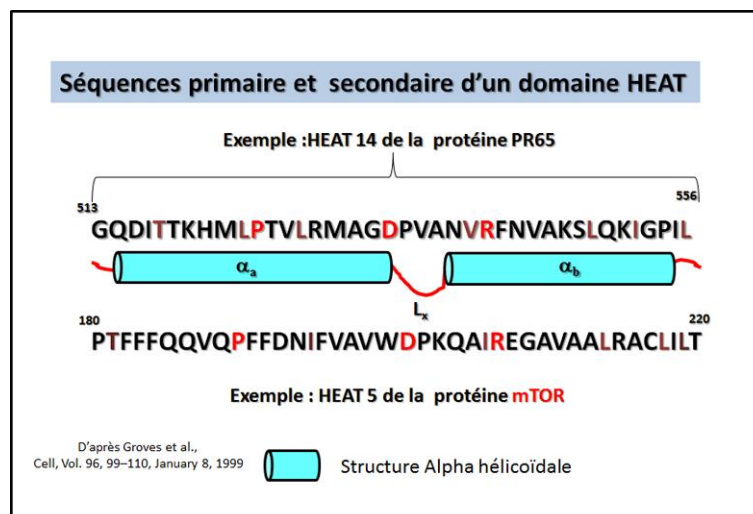 Séquences primaire et secondaire d'un domaine HEAT
Exemple :HEAT 14 de la protéine PR65
513 556
GQDITTKHMLPTVLRMAGDPVANVRFNVAKSLQKIGPIL
αa αb
Lx
180 220
PTFFFQQVQPFFDNIFVAVWDPKQAIREGAVAALRACLILT
Exemple : HEAT 5 de la protéine mTOR
D'après Groves et al.,
Cell, Vol. 96, 99–110, January 8, 1999
Structure Alpha hélicoïdale